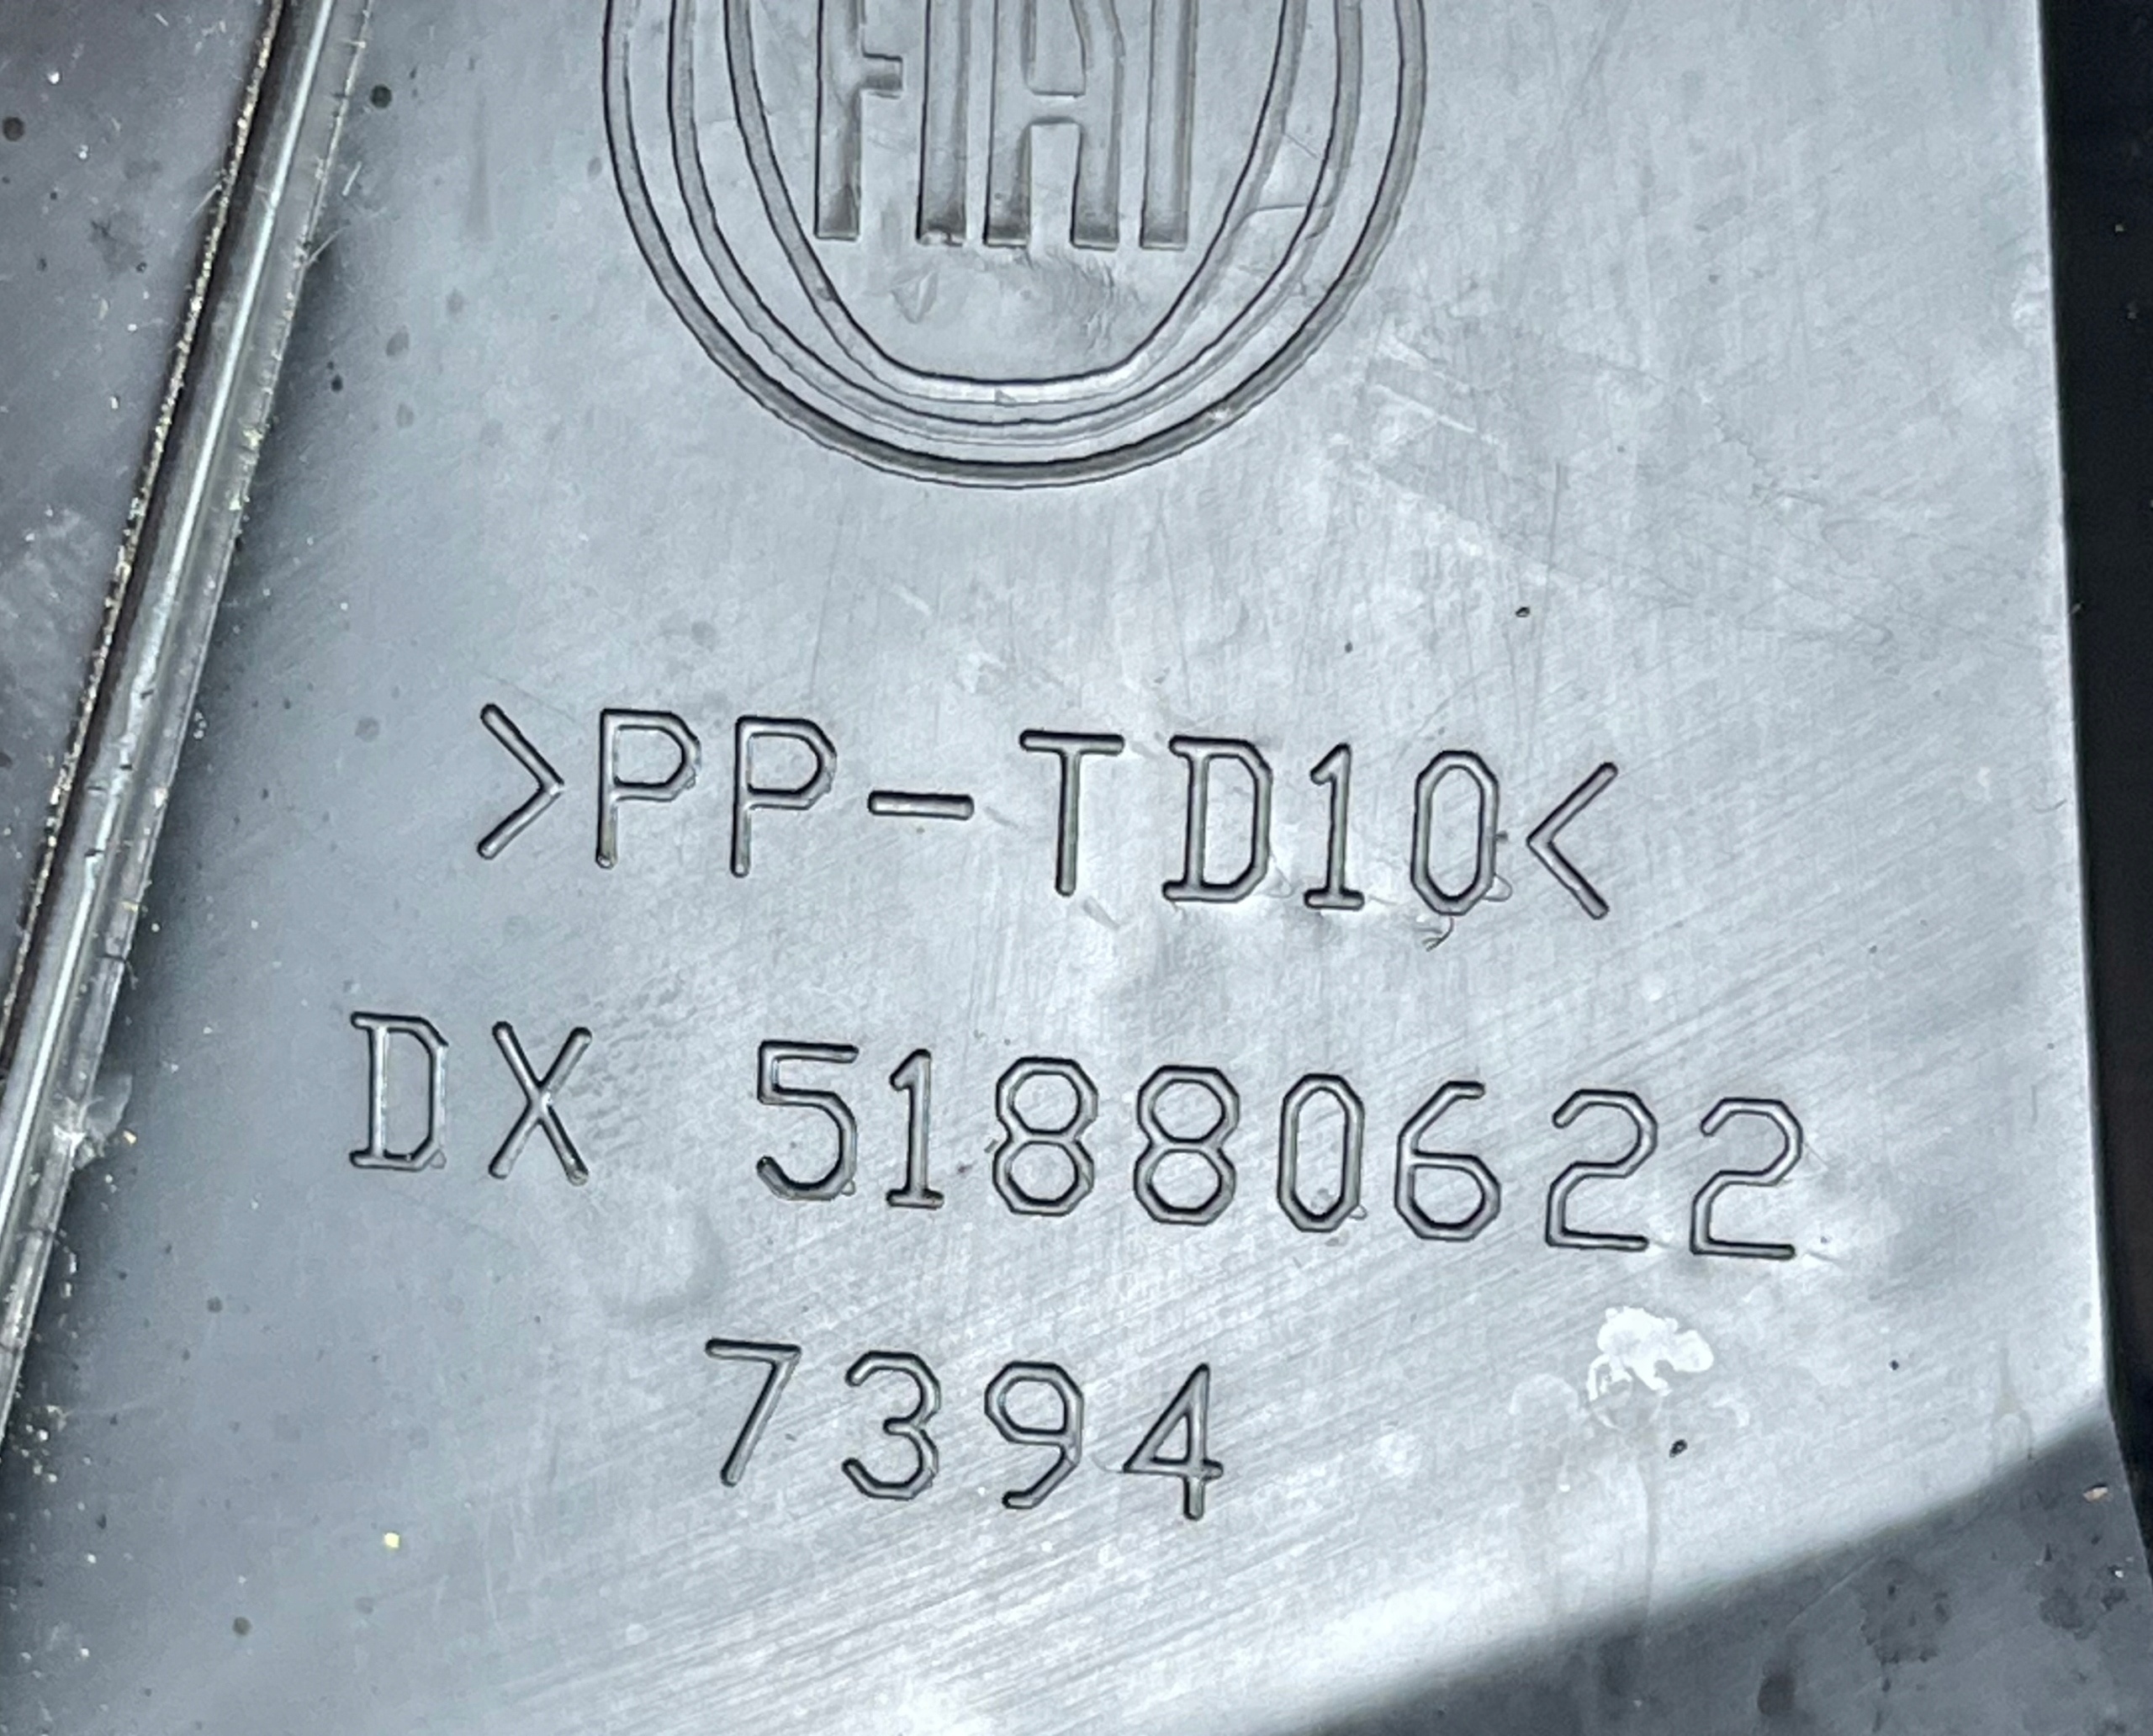 FIAT
>PP-TD10<
DX 51880622
7394